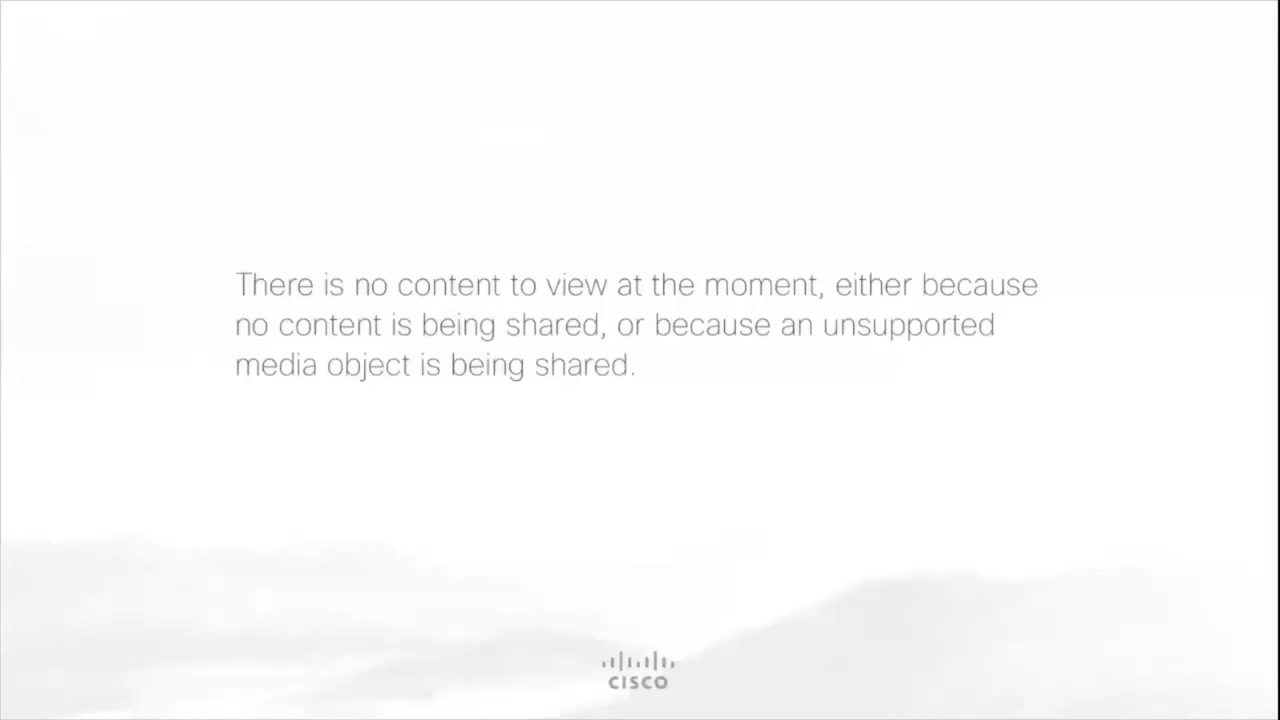 There is no content to view at the moment, either because
no content is being shared, or because an unsupported
media object is being shared.
CISCO